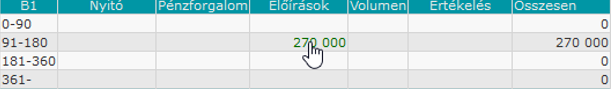 B1 Nyitó Pénzforgalom Előírások Volumen Értékelés Összesen
0-90 0
91-180 270 000 270 000
181-360 0
361- 0